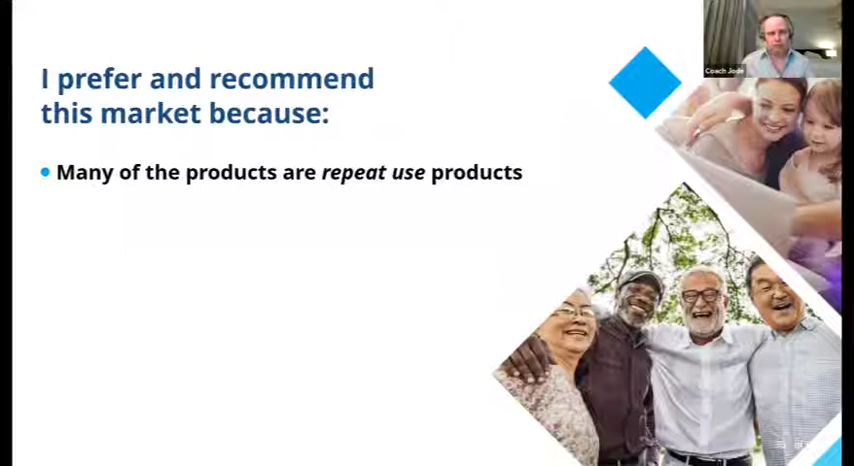 I prefer and recommend
this market because:
• Many of the products are repeat use products
Coach Jode